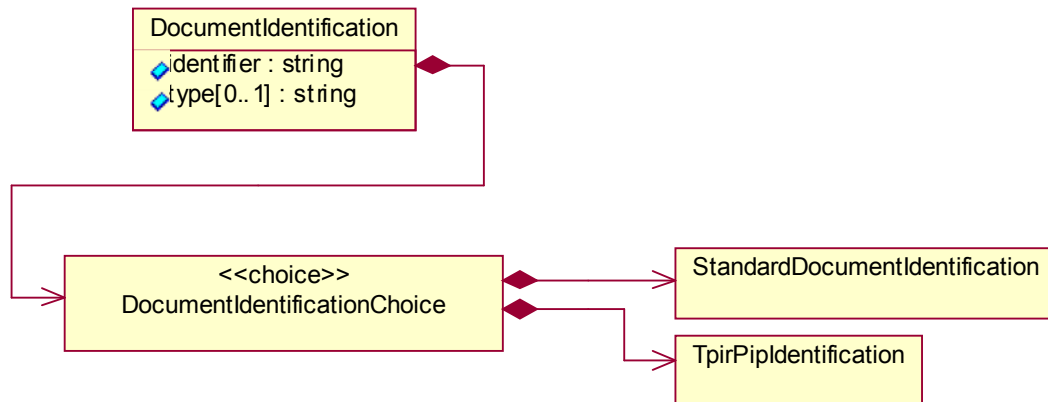 DocumentIdentification
identifier : string
type[0..1] : string
<<choice>>
DocumentIdentificationChoice
StandardDocumentIdentification
TpirPipIdentification